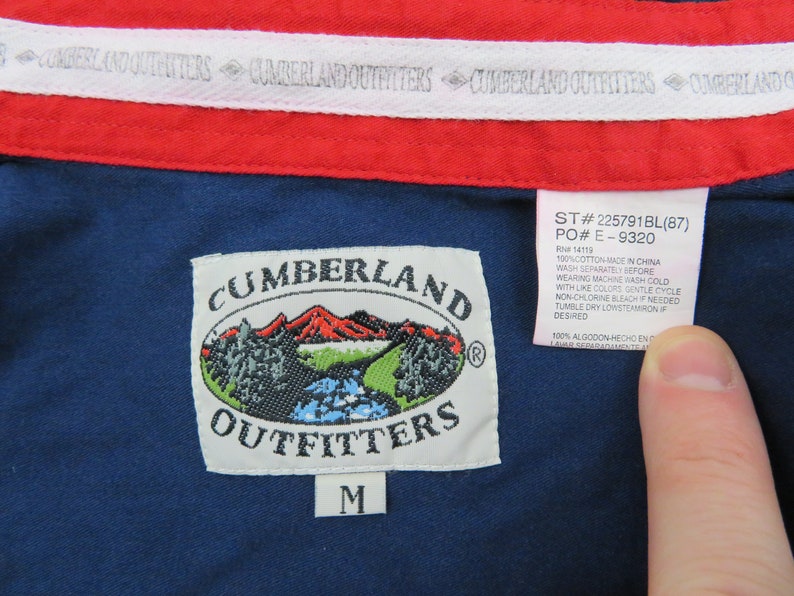 CUMBERLAND OUTFITTERS CUMBERLAND OUTFITTERS CUMBERLAND OUTFITTERS CUMBERLAND
ST# 225791BL(87)
PO# E-9320
RN# 14119
100%COTTON-MADE IN CHINA
WASH SEPARATELY BEFORE
WEARING MACHINE WASH COLD
WITH LIKE COLORS. GENTLE CYCLE
NON-CHLORINE BLEACH IF NEEDED
TUMBLE DRY LOWSTEAMIRON IF
DESIRED
100% ALGODON-HECHO EN
LAVAR SEPARADAMENTE
CUMBERLAND
®
OUTFITTERS
M